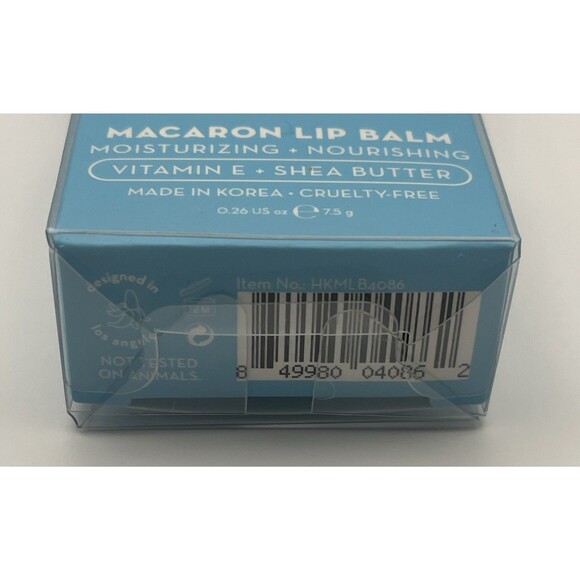 MACARON LIP BALM
MOISTURIZING + NOURISHING
VITAMIN E + SHEA BUTTER
MADE IN KOREA • CRUELTY-FREE
0.26 US oz ℮ 7.5 g
designed in
los angeles
NOT TESTED
ON ANIMALS.
Item No.: HKMLB4086
8 49980 04086 2